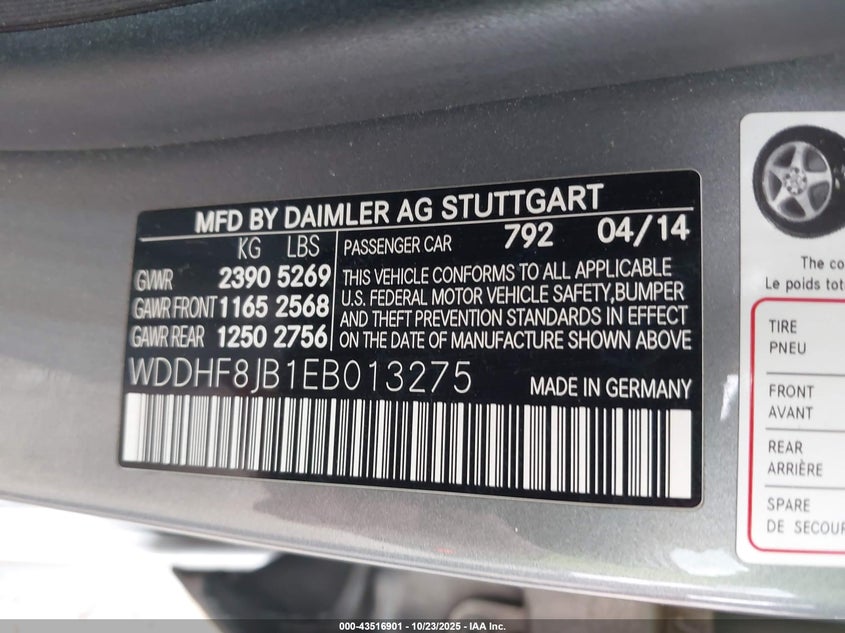 MFD BY DAIMLER AG STUTTGART
KG LBS
GVWR 2390 5269
GAWR FRONT 1165 2568
GAWR REAR 1250 2756
PASSENGER CAR 792 04/14
THIS VEHICLE CONFORMS TO ALL APPLICABLE
U.S. FEDERAL MOTOR VEHICLE SAFETY,BUMPER
AND THEFT PREVENTION STANDARDS IN EFFECT
ON THE DATE OF MANUFACTURE SHOWN ABOVE
WDDHF8JB1EB013275
MADE IN GERMANY
The co
Le poids tot
TIRE
PNEU
FRONT
AVANT
REAR
ARRIÈRE
SPARE
DE SECOUR
000-43516901 - 10/23/2025 - IAA Inc.